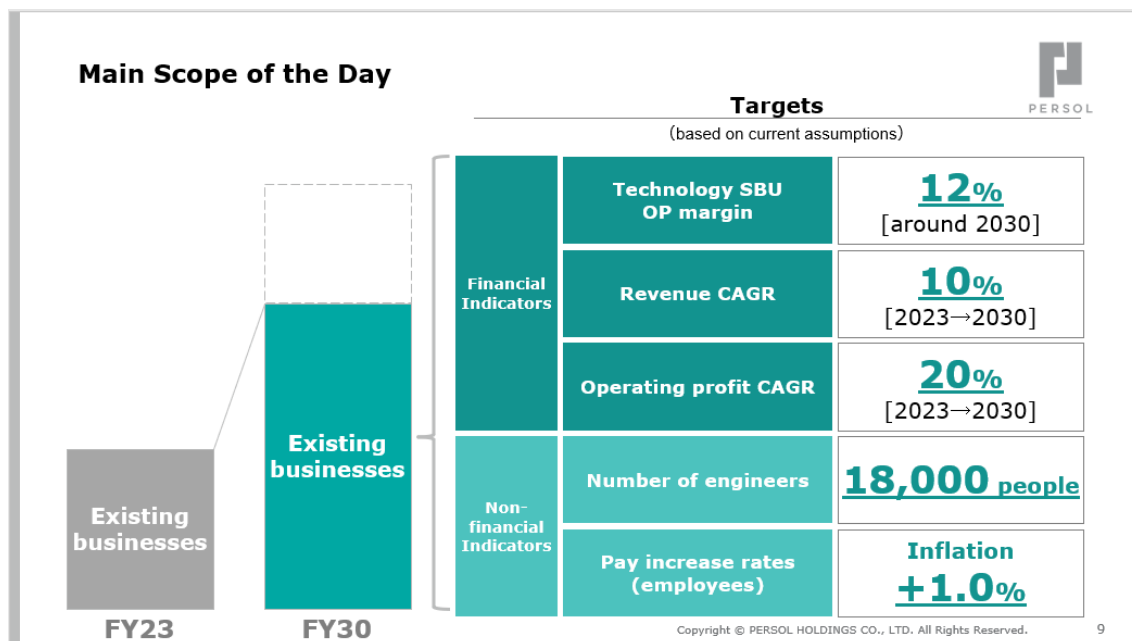 Main Scope of the Day
PERSOL
Targets
（based on current assumptions）
Financial
Indicators
Technology SBU
OP margin
12%
[around 2030]
Revenue CAGR
10%
[2023→2030]
Operating profit CAGR
20%
[2023→2030]
Non-
financial
Indicators
Number of engineers
18,000 people
Pay increase rates
(employees)
Inflation
+1.0%
Existing
businesses
FY23
Existing
businesses
FY30
Copyright © PERSOL HOLDINGS CO., LTD. All Rights Reserved.
9